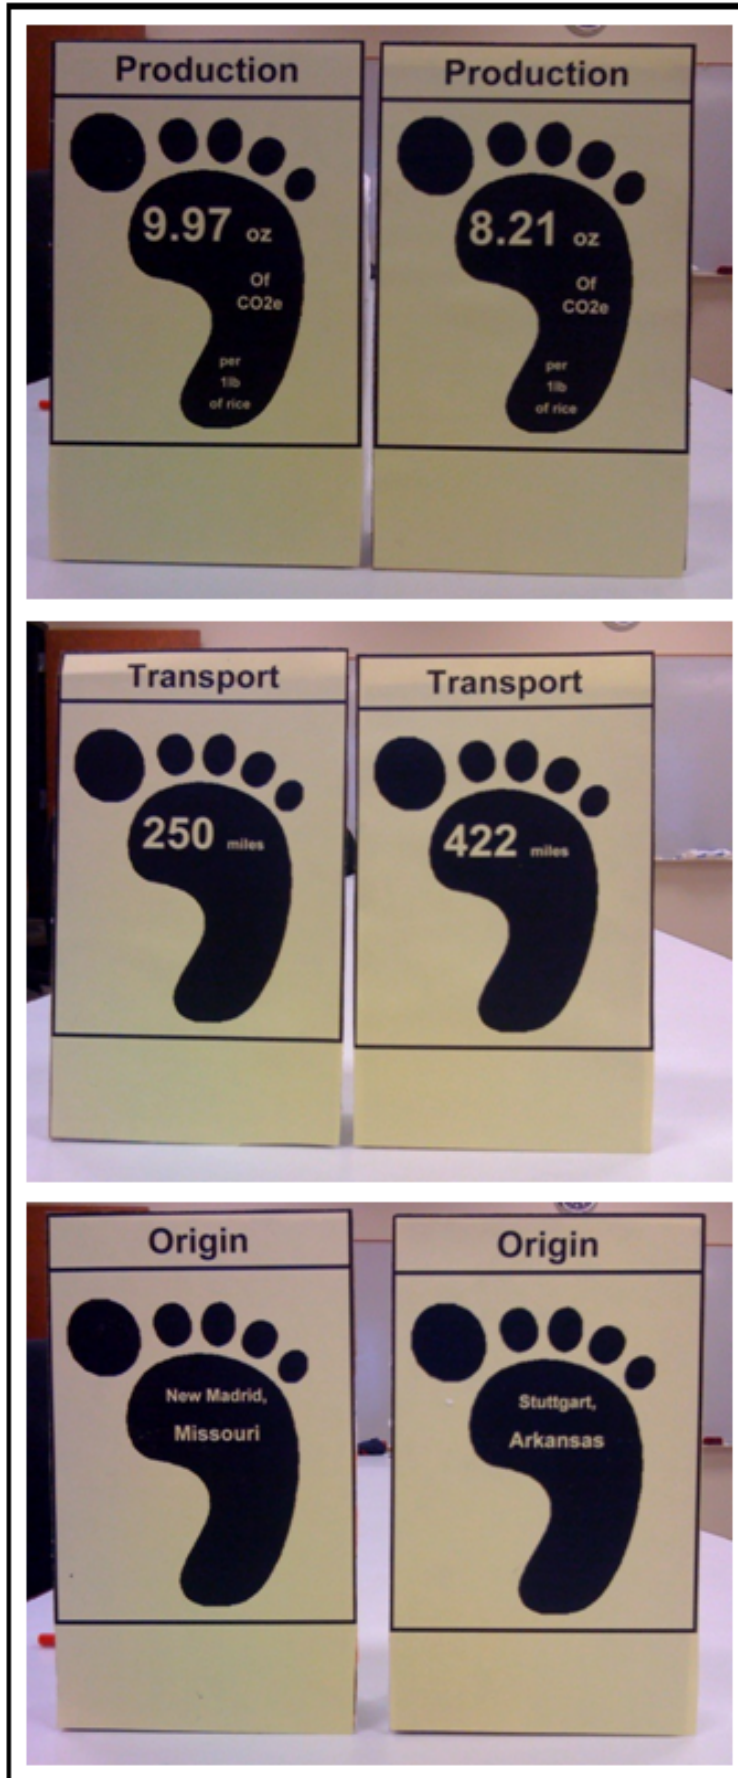 Production
9.97 oz
Of
CO2e
per
1lb
of rice
Production
8.21 oz
Of
CO2e
per
1lb
of rice
Transport
250 miles
Transport
422 miles
Origin
New Madrid,
Missouri
Origin
Stuttgart,
Arkansas